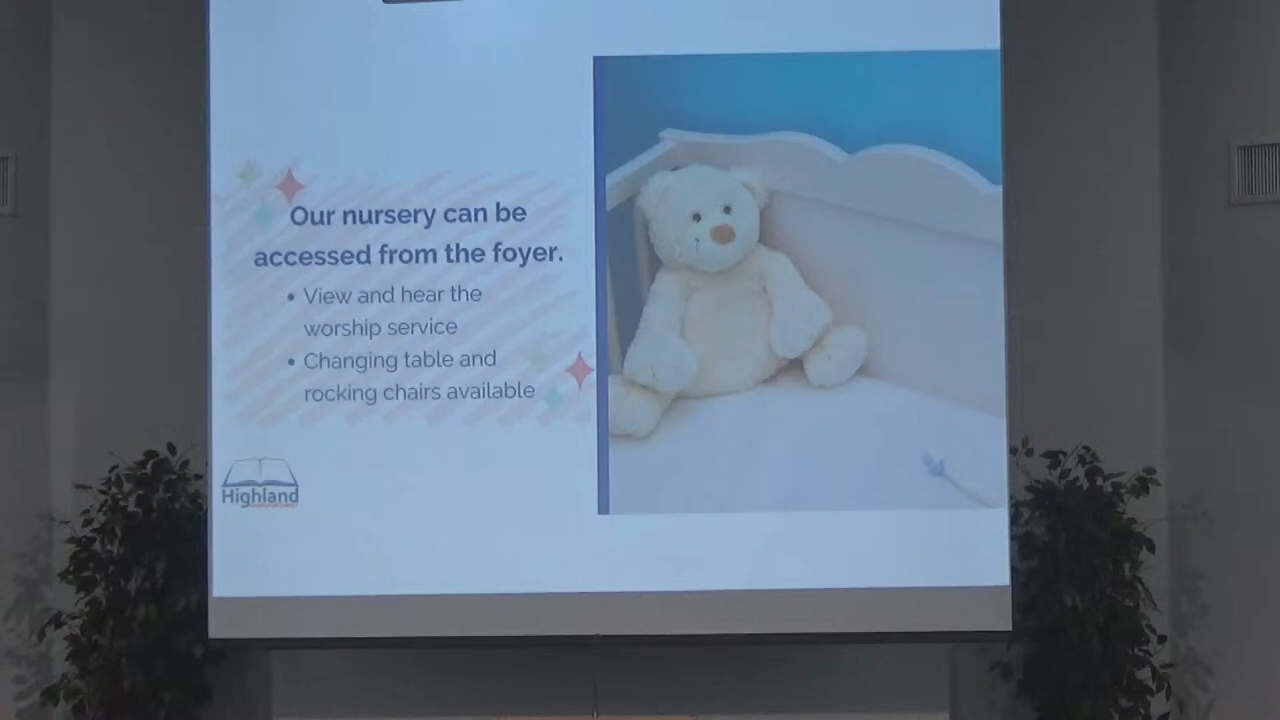 Our nursery can be
accessed from the foyer.
• View and hear the
worship service
• Changing table and
rocking chairs available
Highland